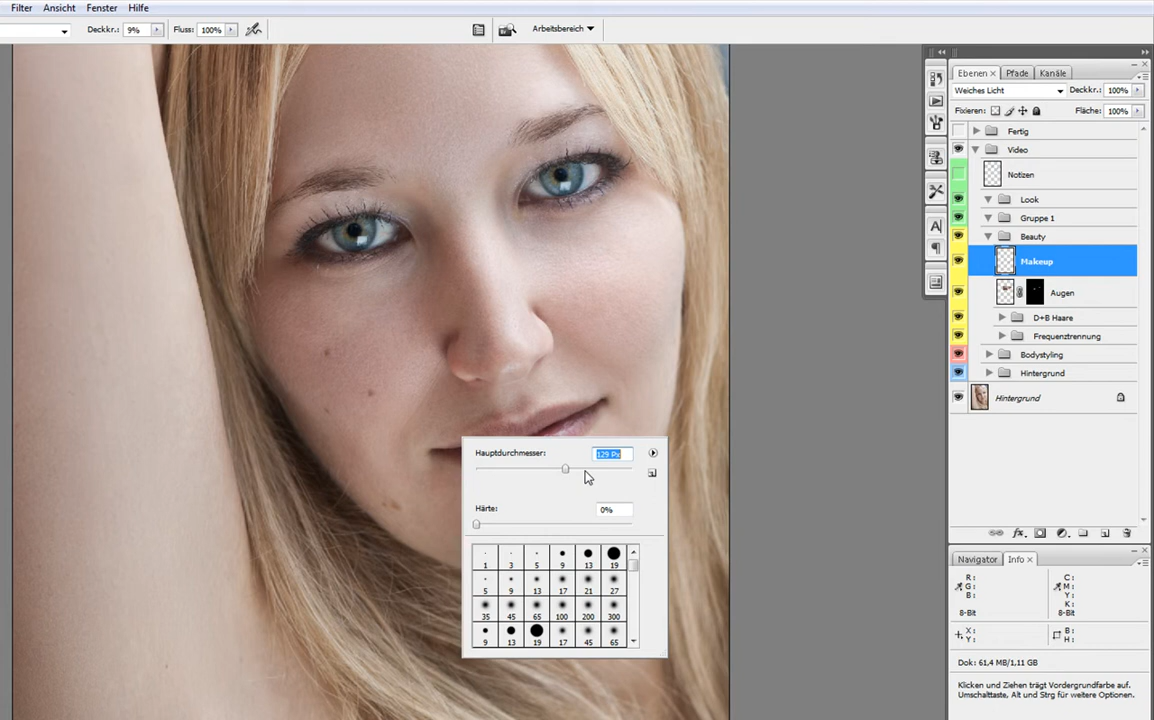 Filter Ansicht Fenster Hilfe
Deckkr.: 9% Fluss: 100% Arbeitsbereich
Ebenen x Pfade Kanäle
Weiches Licht Deckkr.: 100%
Fixieren: Fläche: 100%
Fertig
Video
Notizen
Look
Gruppe 1
Beauty
Makeup
Augen
D+B Haare
Frequenztrennung
Bodystyling
Hintergrund
Hintergrund
Hauptdurchmesser: 129 Px
Härte: 0%
1 3 5 9 13 19
5 9 13 17 21 27
35 45 65 100 200 300
9 13 19 17 45 65
Navigator Info x
R: C:
G: M:
B: Y:
K:
8-Bit 8-Bit
X: B:
Y: H:
Dok: 61,4 MB/1,11 GB
Klicken und Ziehen trägt Vordergrundfarbe auf.
Umschalttaste, Alt und Strg für weitere Optionen.